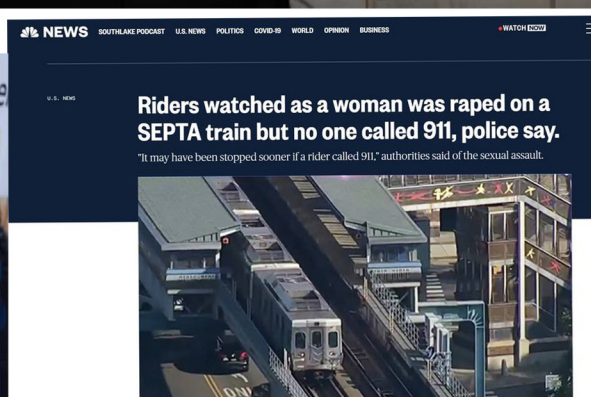 NEWS SOUTHLAKE PODCAST U.S. NEWS POLITICS COVID-19 WORLD OPINION BUSINESS WATCH NOW
U.S. NEWS
Riders watched as a woman was raped on a
SEPTA train but no one called 911, police say.
"It may have been stopped sooner if a rider called 911," authorities said of the sexual assault.